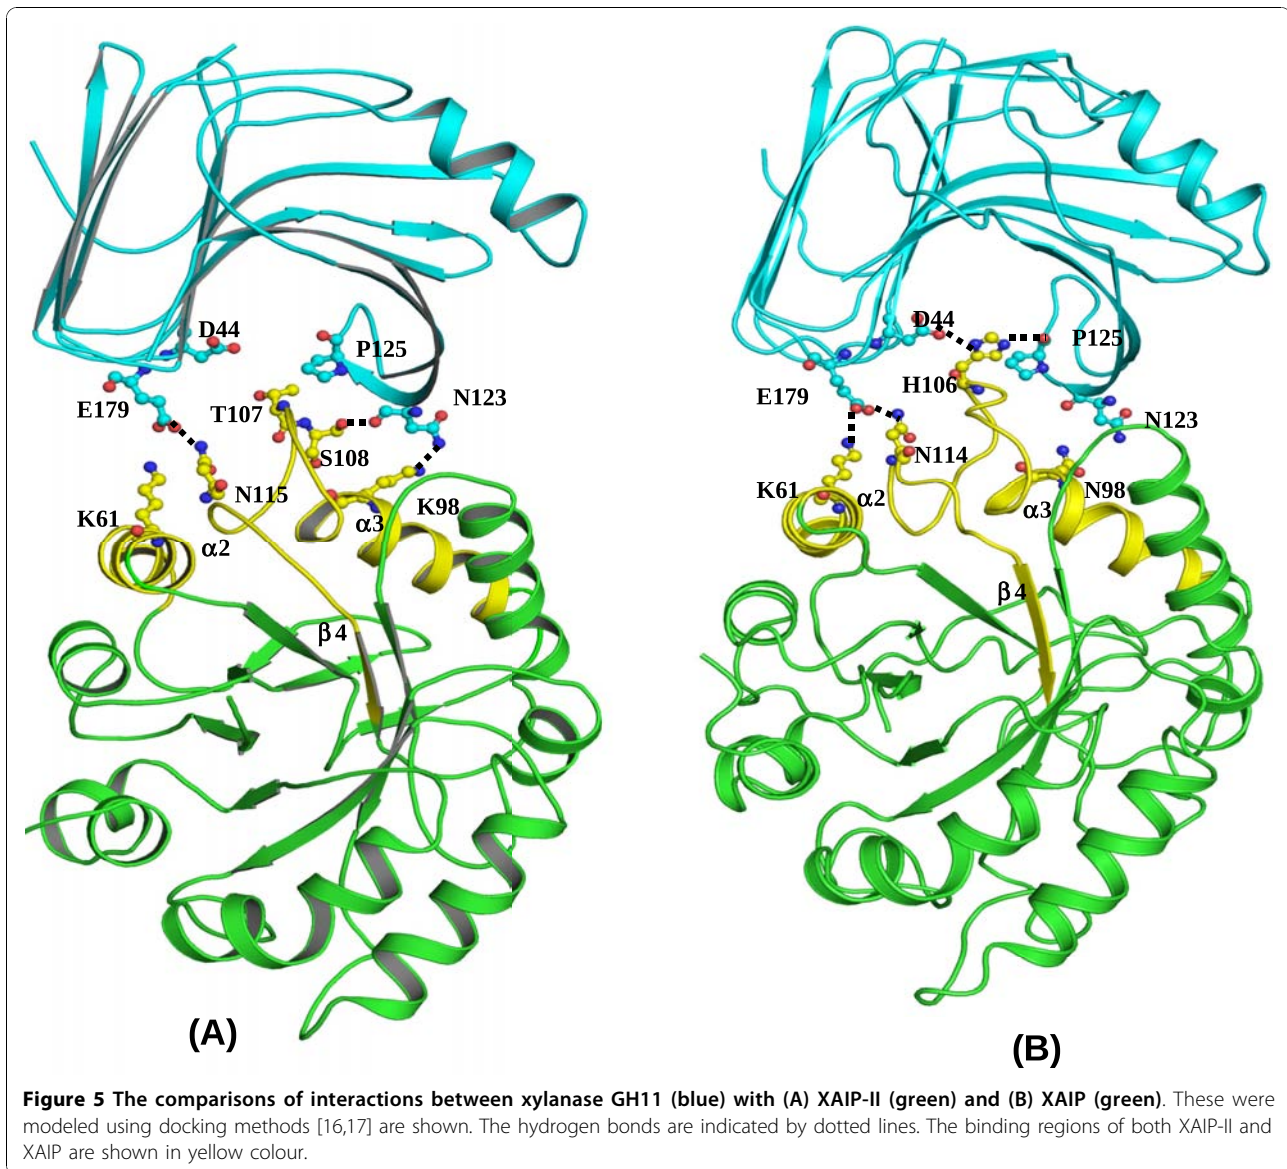 D44
P125
E179
T107
N123
S108
N115
K98
K61
α3
α2
β4
(A)
D44
P125
H106
E179
N123
N114
K61
α2
N98
α3
β4
(B)
Figure 5 The comparisons of interactions between xylanase GH11 (blue) with (A) XAIP-II (green) and (B) XAIP (green). These were
modeled using docking methods [16,17] are shown. The hydrogen bonds are indicated by dotted lines. The binding regions of both XAIP-II and
XAIP are shown in yellow colour.